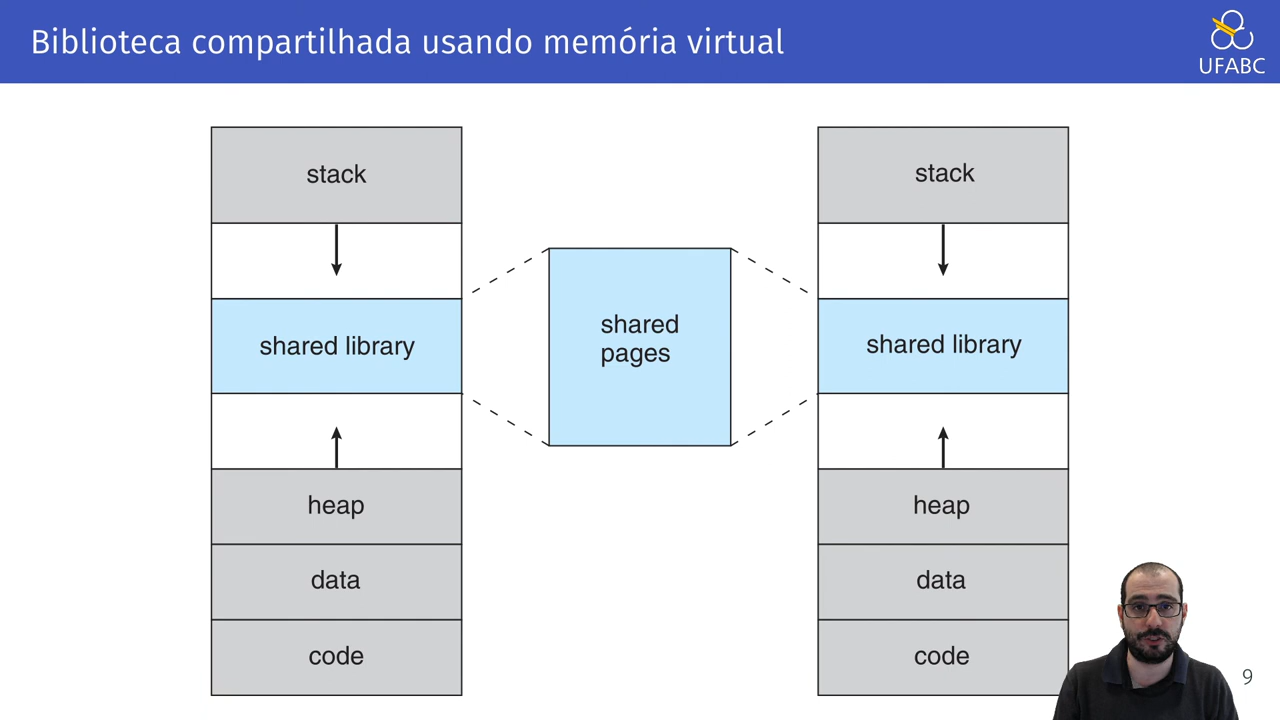 Biblioteca compartilhada usando memória virtual
UFABC
stack
shared library
heap
data
code
shared
pages
stack
shared library
heap
data
code
9